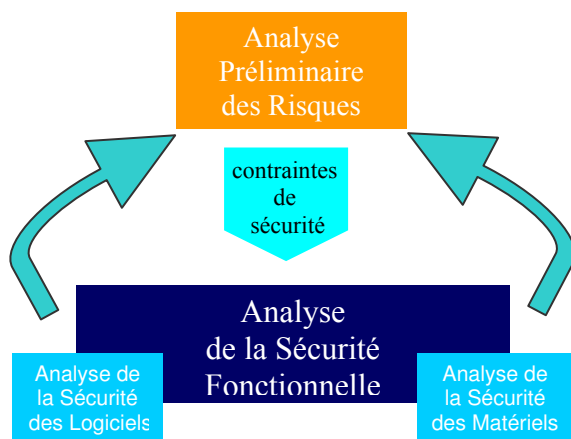 Analyse
Préliminaire
des Risques
contraintes
de
sécurité
Analyse
de la Sécurité
Fonctionnelle
Analyse de
la Sécurité
des Logiciels
Analyse de
la Sécurité
des Matériels